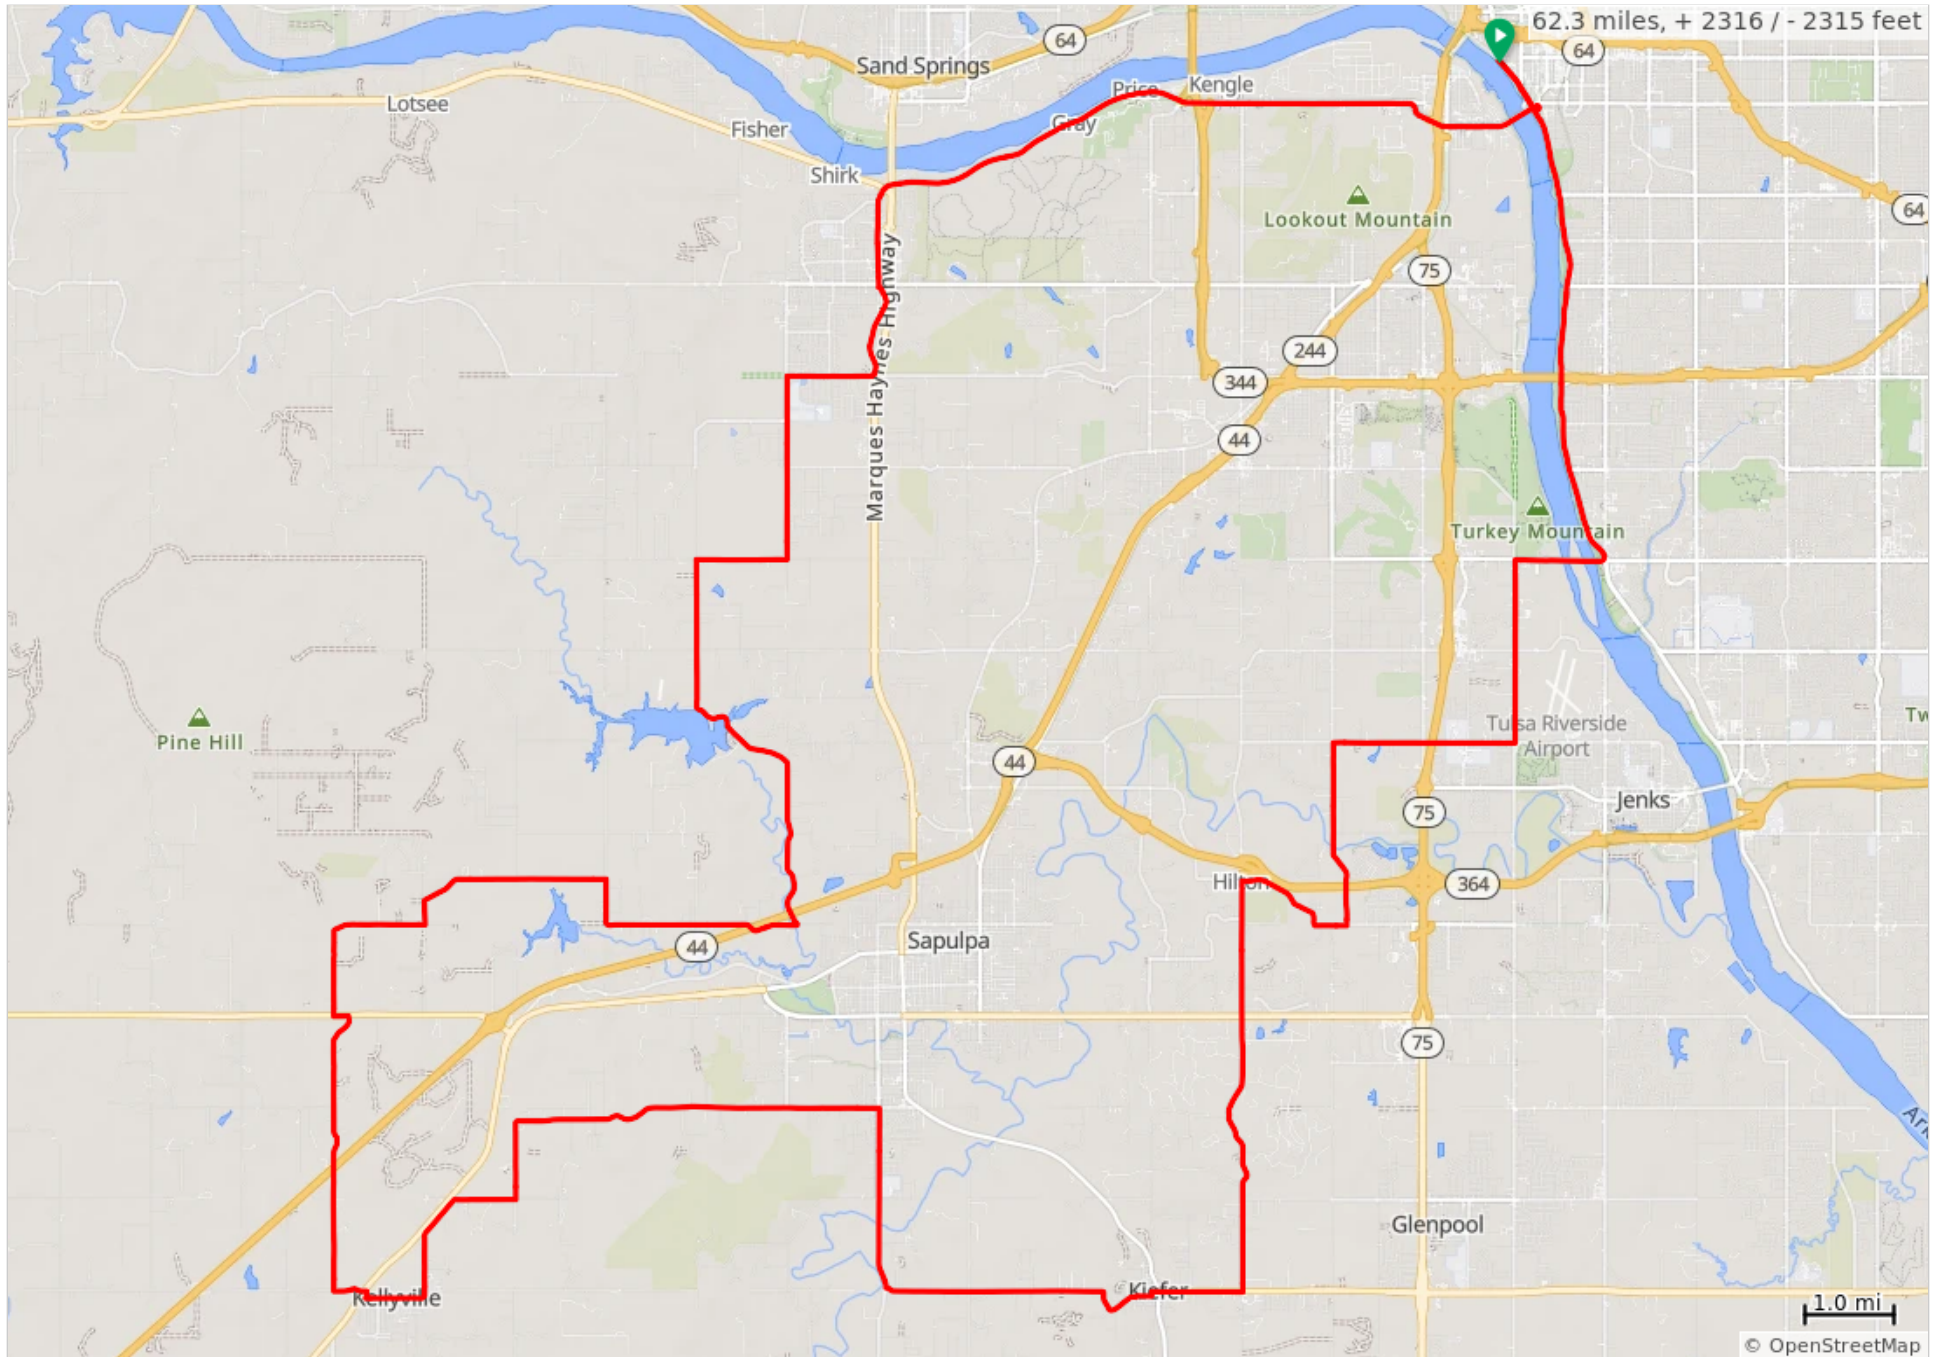 62.3 miles, + 2316 / - 2315 feet
64
64
Sand Springs
Price
Kengle
Lotsee
Fisher
Gray
Shirk
64
Lookout Mountain
75
Marques Haynes Highway
244
344
44
Turkey Mountain
Pine Hill
Tulsa Riverside
Airport
Tw
44
Jenks
75
Hilton
364
Sapulpa
44
75
Ark
Glenpool
Kellyville
Kiefer
1.0 mi
© OpenStreetMap